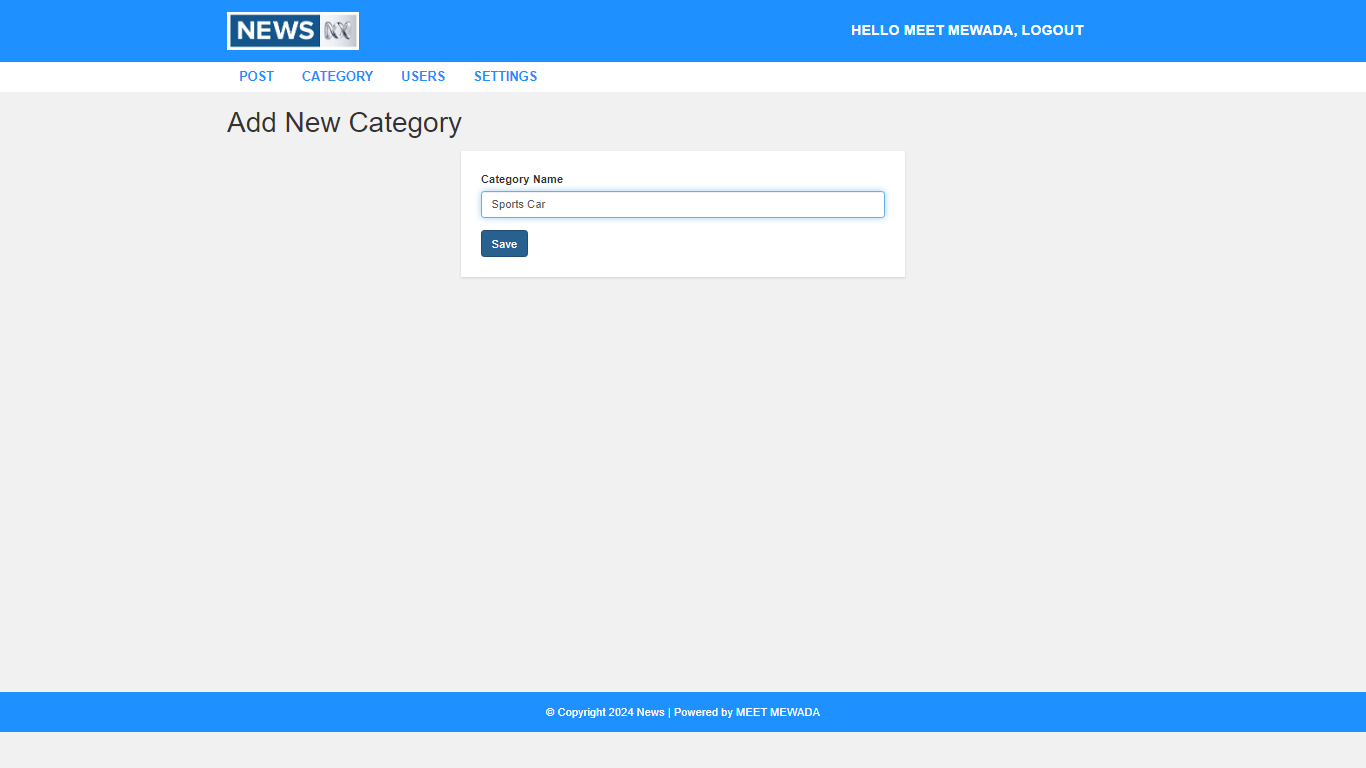 NEWS
HELLO MEET MEWADA, LOGOUT
POST CATEGORY USERS SETTINGS
Add New Category
Category Name
Sports Car
Save
© Copyright 2024 News | Powered by MEET MEWADA